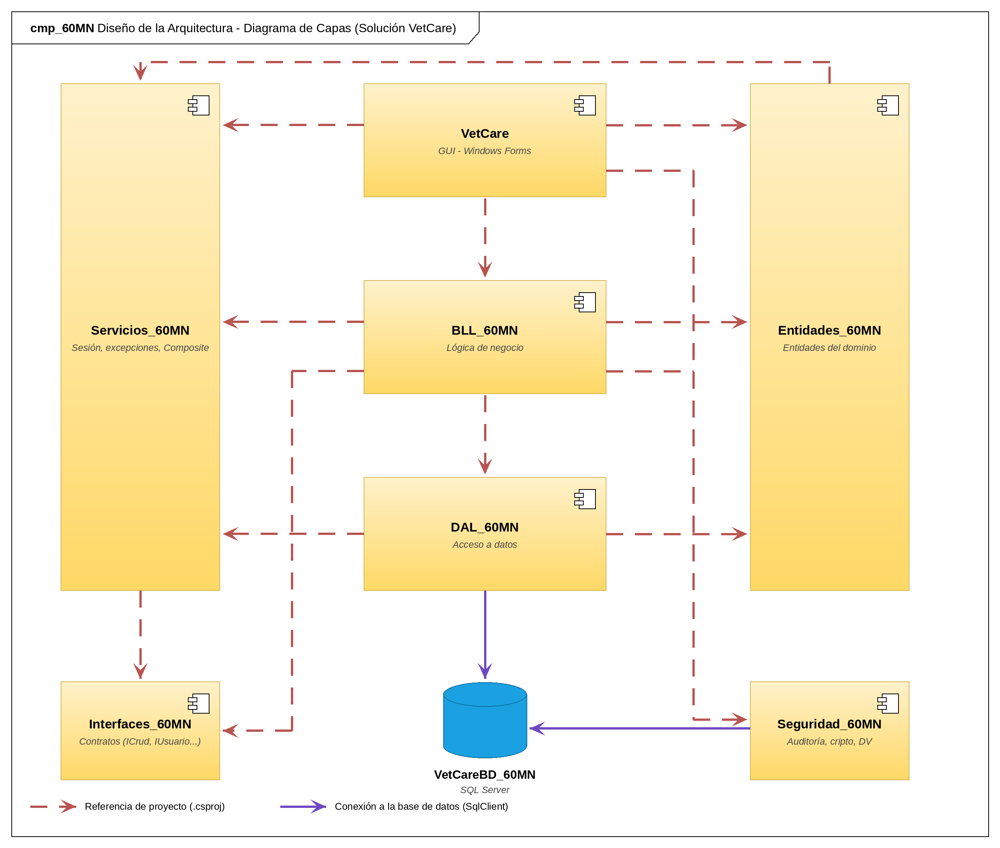 cmp_60MN Diseño de la Arquitectura - Diagrama de Capas (Solución VetCare)
VetCare
GUI - Windows Forms
Servicios_60MN
Sesión, excepciones, Composite
BLL_60MN
Lógica de negocio
Entidades_60MN
Entidades del dominio
DAL_60MN
Acceso a datos
Interfaces_60MN
Contratos (ICrud, IUsuario...)
Seguridad_60MN
Auditoría, cripto, DV
VetCareBD_60MN
SQL Server
Referencia de proyecto (.csproj)
Conexión a la base de datos (SqlClient)